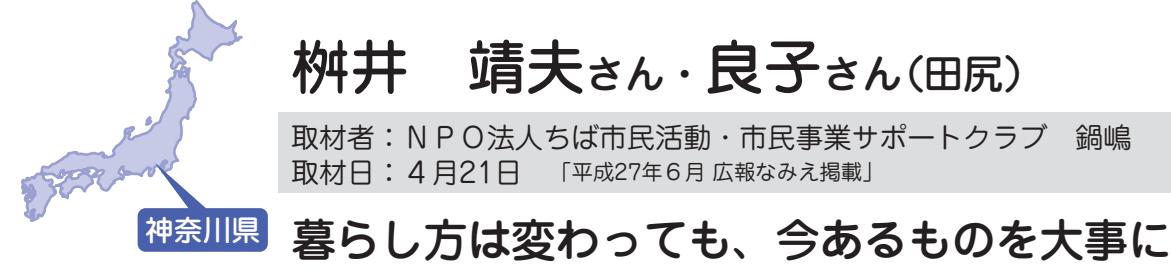 桝井　靖夫さん・良子さん（田尻）
取材者：ＮＰＯ法人ちば市民活動・市民事業サポートクラブ　鍋嶋
取材日：４月21日　「平成27年６月 広報なみえ掲載」
神奈川県
暮らし方は変わっても、今あるものを大事に